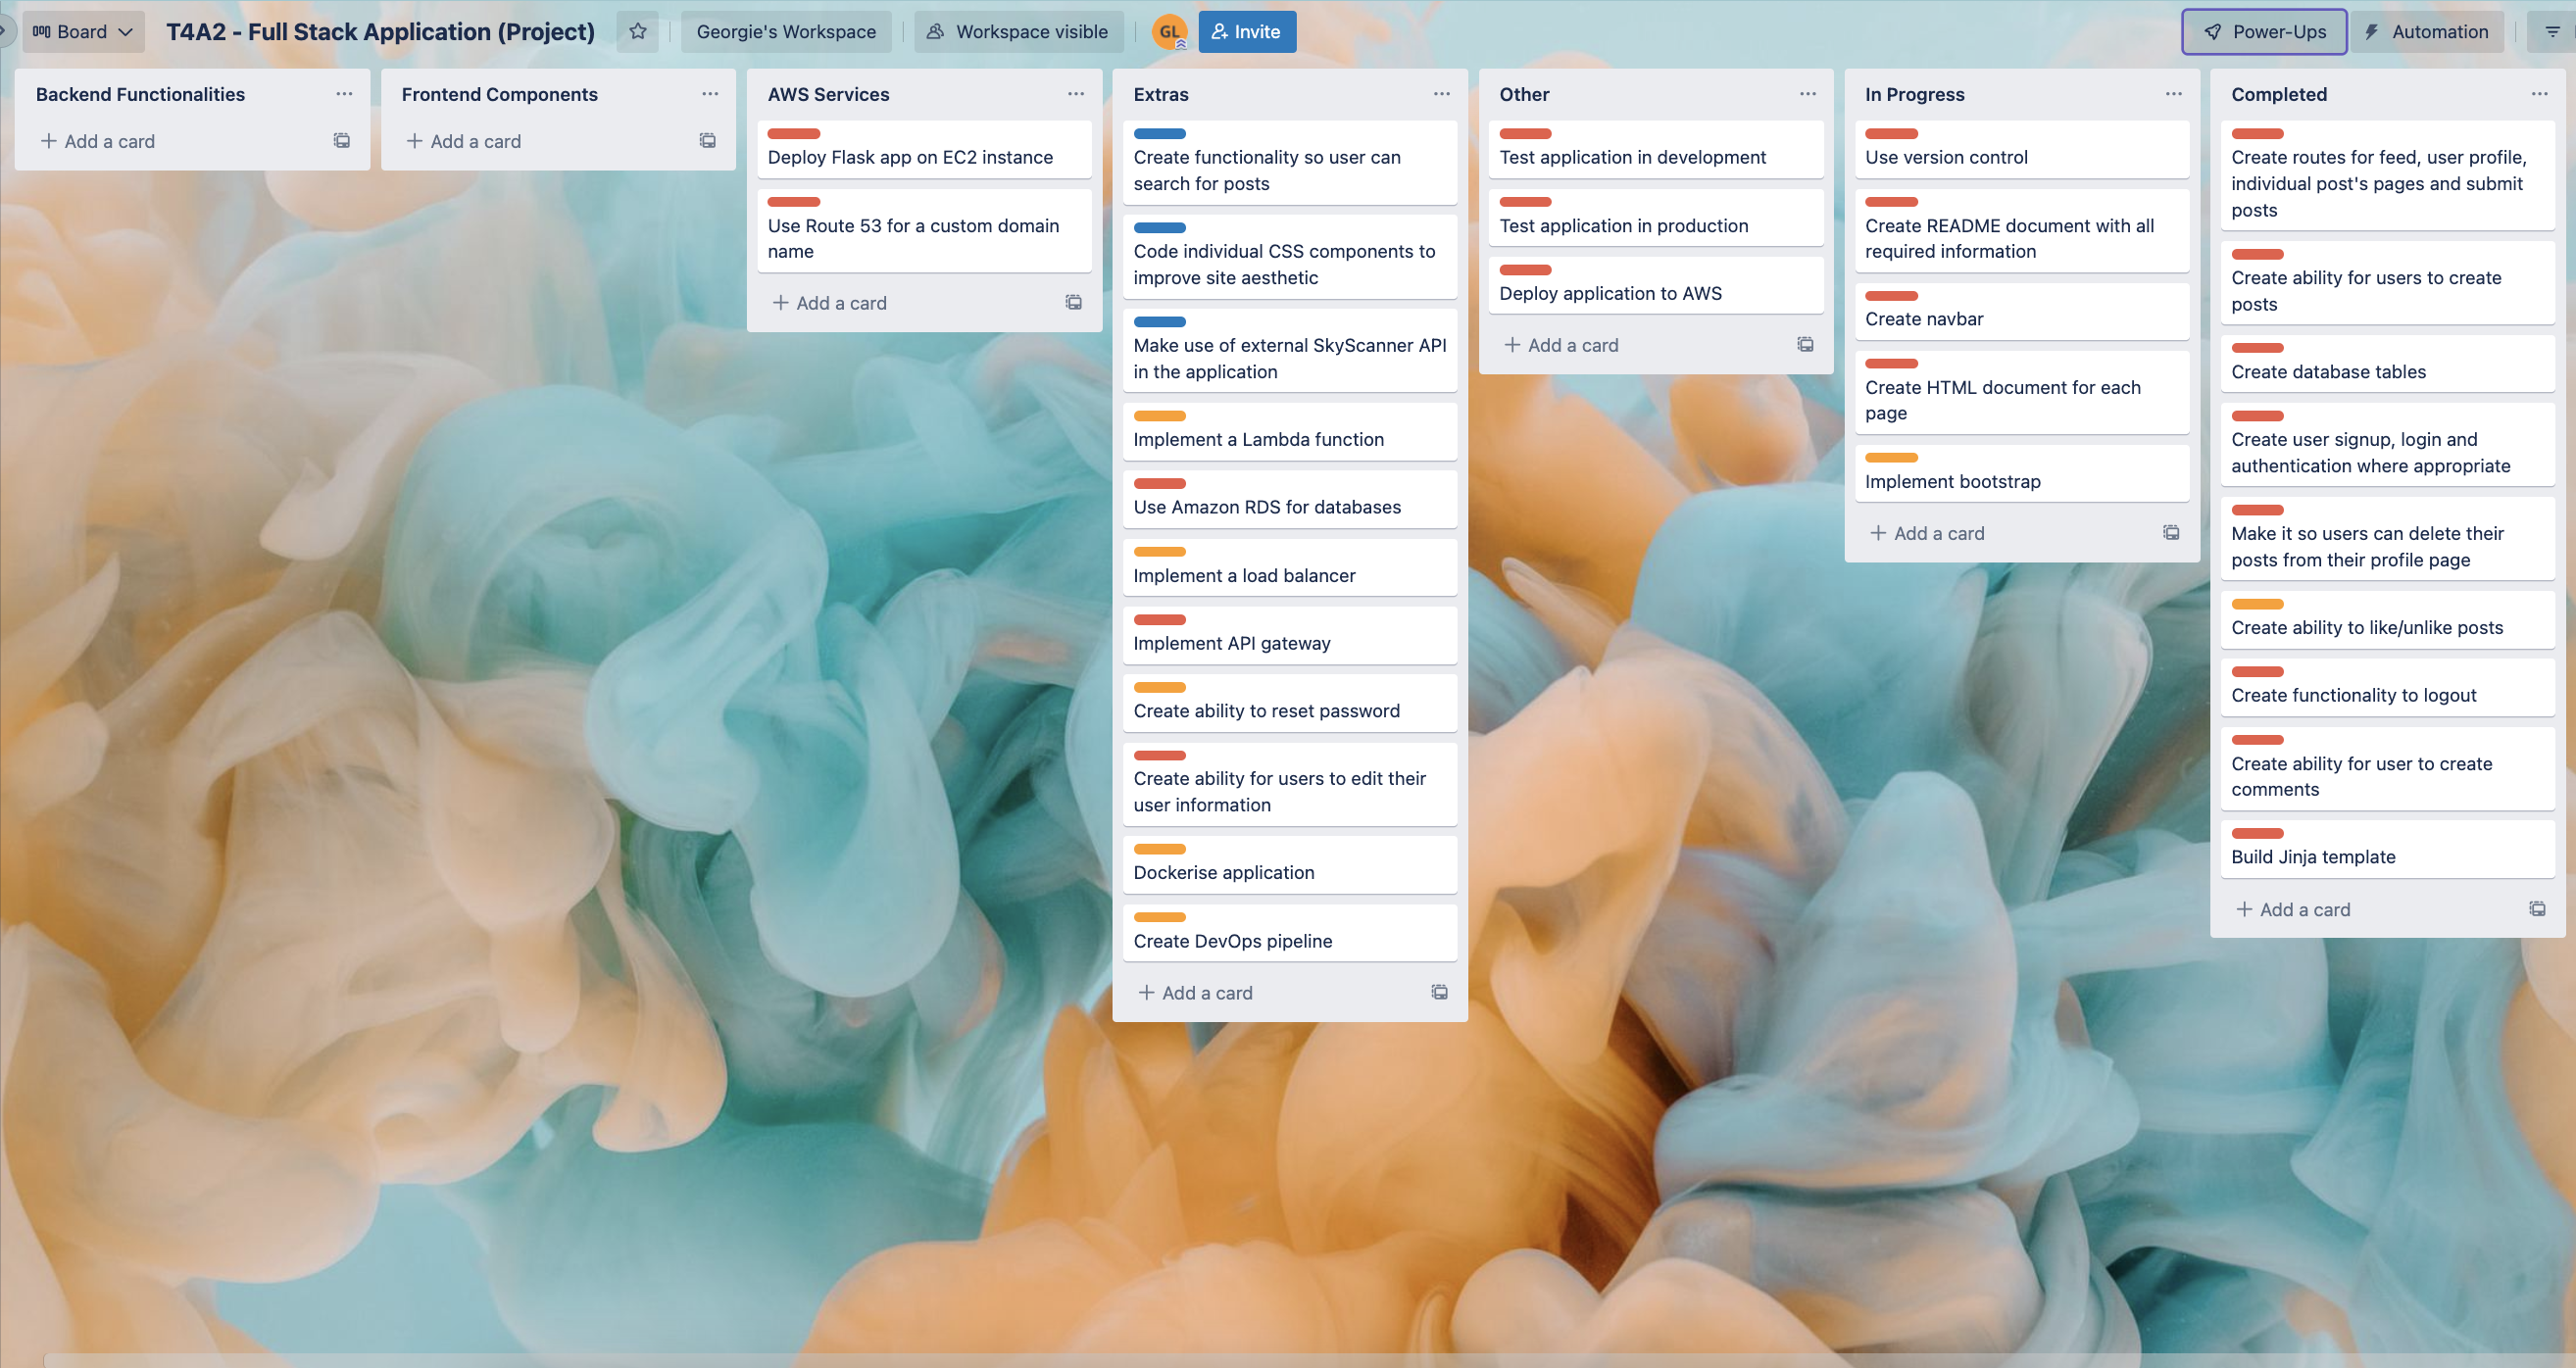 Board
T4A2 - Full Stack Application (Project)
Georgie's Workspace
Workspace visible
GL
Invite
Power-Ups
Automation
Backend Functionalities
Add a card
Frontend Components
Add a card
AWS Services
Deploy Flask app on EC2 instance
Use Route 53 for a custom domain
name
Add a card
Extras
Create functionality so user can
search for posts
Code individual CSS components to
improve site aesthetic
Make use of external SkyScanner API
in the application
Implement a Lambda function
Use Amazon RDS for databases
Implement a load balancer
Implement API gateway
Create ability to reset password
Create ability for users to edit their
user information
Dockerise application
Create DevOps pipeline
Add a card
Other
Test application in development
Test application in production
Deploy application to AWS
Add a card
In Progress
Use version control
Create README document with all
required information
Create navbar
Create HTML document for each
page
Implement bootstrap
Add a card
Completed
Create routes for feed, user profile,
individual post's pages and submit
posts
Create ability for users to create
posts
Create database tables
Create user signup, login and
authentication where appropriate
Make it so users can delete their
posts from their profile page
Create ability to like/unlike posts
Create functionality to logout
Create ability for user to create
comments
Build Jinja template
Add a card